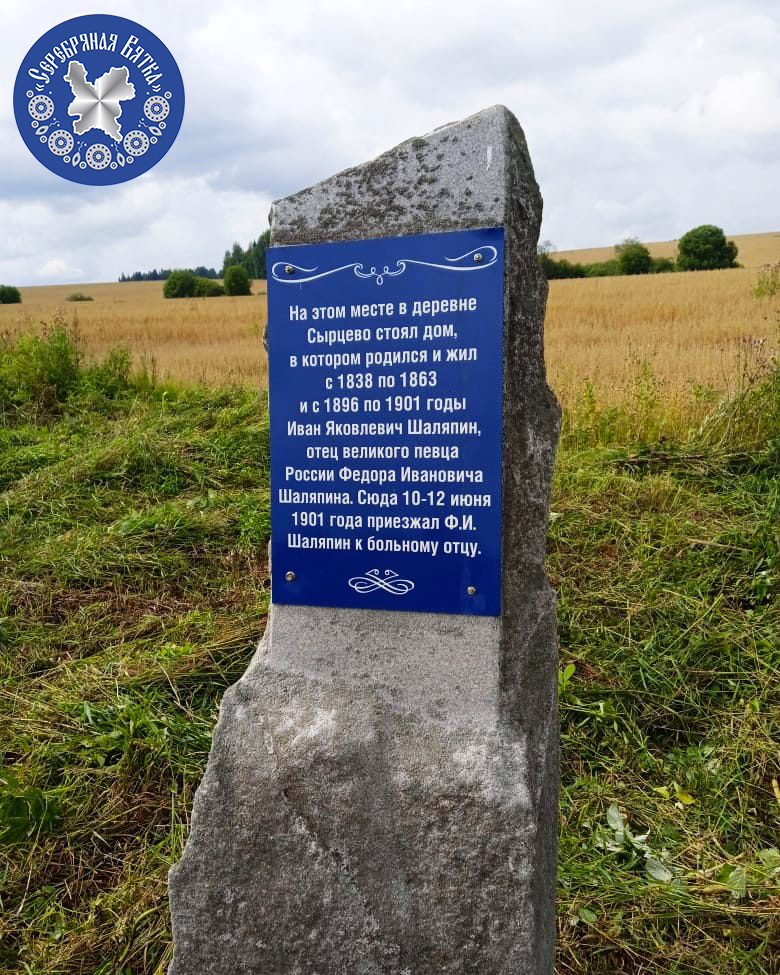 «Серебряная Вятка»
На этом месте в деревне
Сырцево стоял дом,
в котором родился и жил
с 1838 по 1863
и с 1896 по 1901 годы
Иван Яковлевич Шаляпин,
отец великого певца
России Федора Ивановича
Шаляпина. Сюда 10-12 июня
1901 года приезжал Ф.И.
Шаляпин к больному отцу.